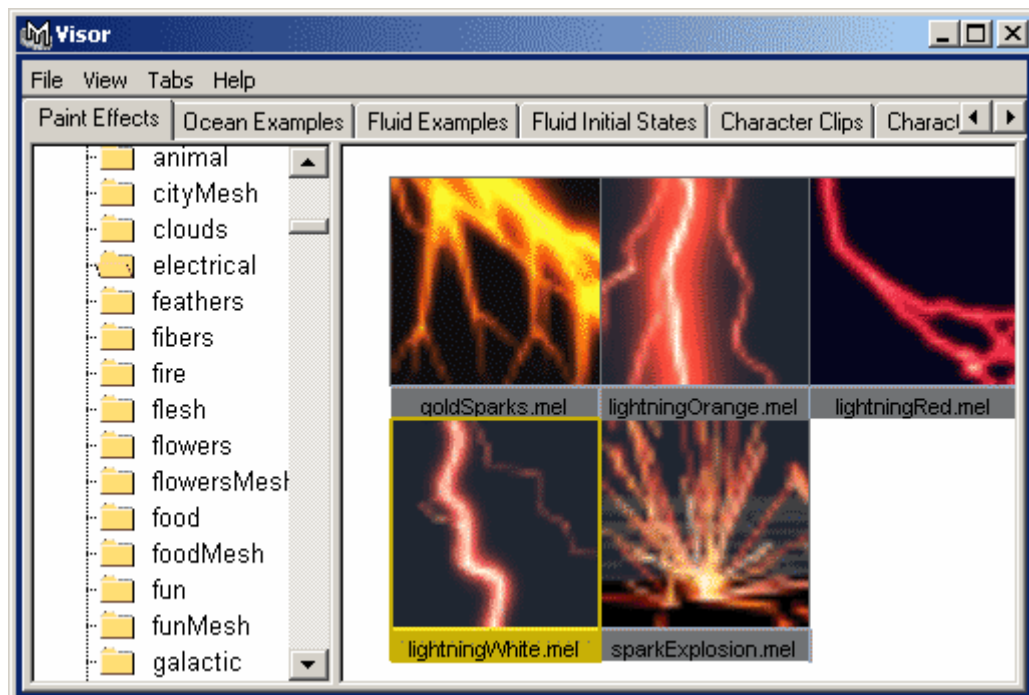 Visor
File View Tabs Help
Paint Effects Ocean Examples Fluid Examples Fluid Initial States Character Clips Charact
animal
cityMesh
clouds
electrical
feathers
fibers
fire
flesh
flowers
flowersMesh
food
foodMesh
fun
funMesh
galactic
goldSparks.mel lightningOrange.mel lightningRed.mel
lightningWhite.mel sparkExplosion.mel